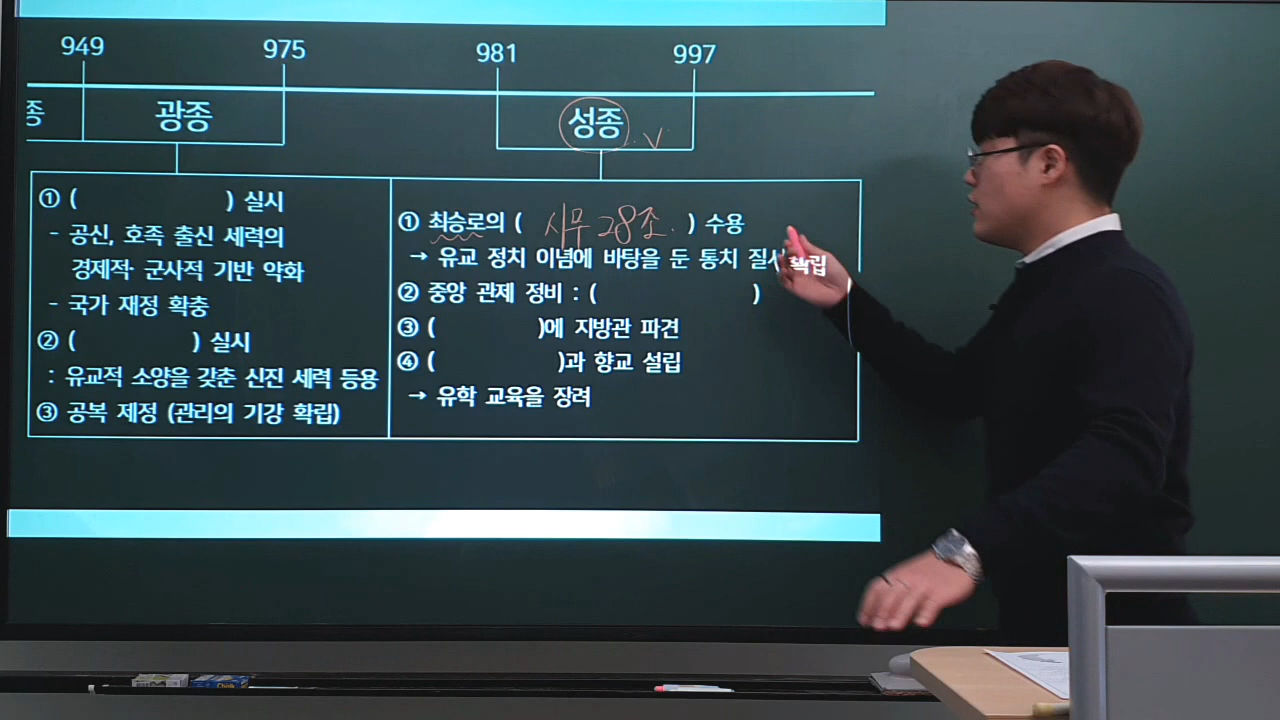 949 975 981 997
종 광종 성종
① ( ) 실시
- 공신, 호족 출신 세력의
경제적· 군사적 기반 약화
- 국가 재정 확충
② ( ) 실시
: 유교적 소양을 갖춘 신진 세력 등용
③ 공복 제정 (관리의 기강 확립)
① 최승로의 ( 시무 28조 ) 수용
→ 유교 정치 이념에 바탕을 둔 통치 질서 확립
② 중앙 관제 정비 : ( )
③ ( )에 지방관 파견
④ ( )과 향교 설립
→ 유학 교육을 장려